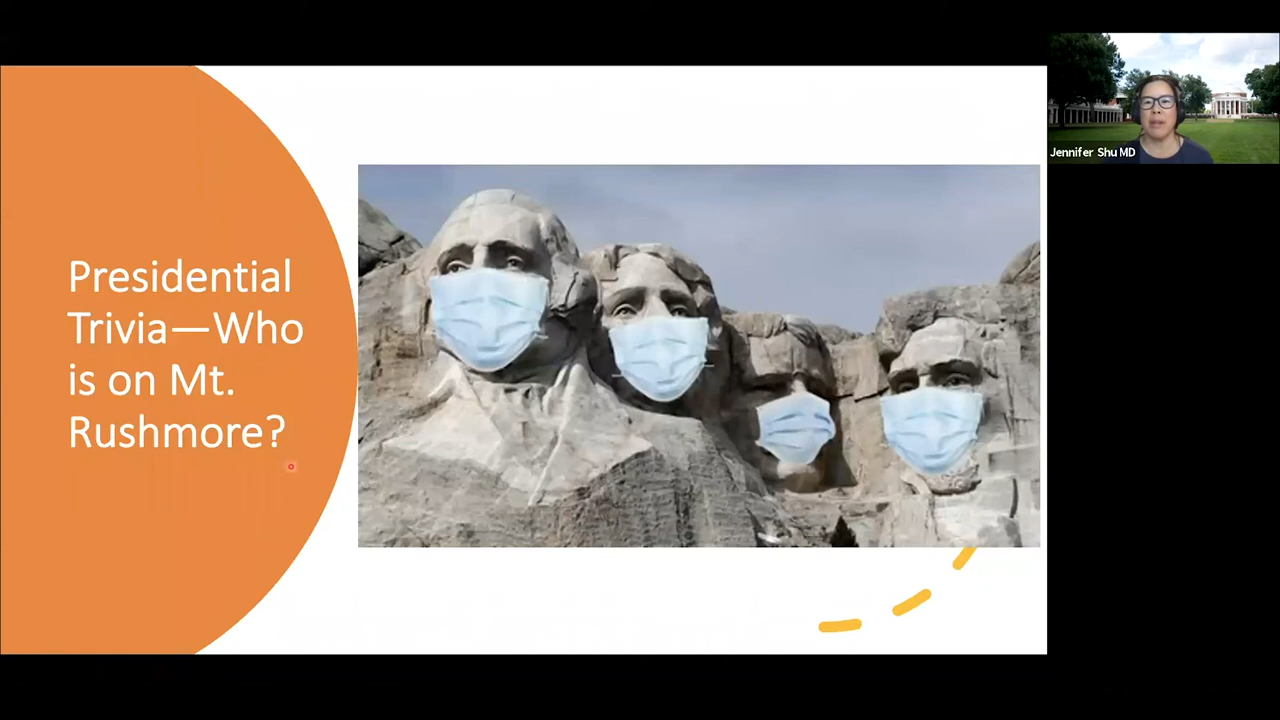 Presidential
Trivia—Who
is on Mt.
Rushmore?
Jennifer Shu MD